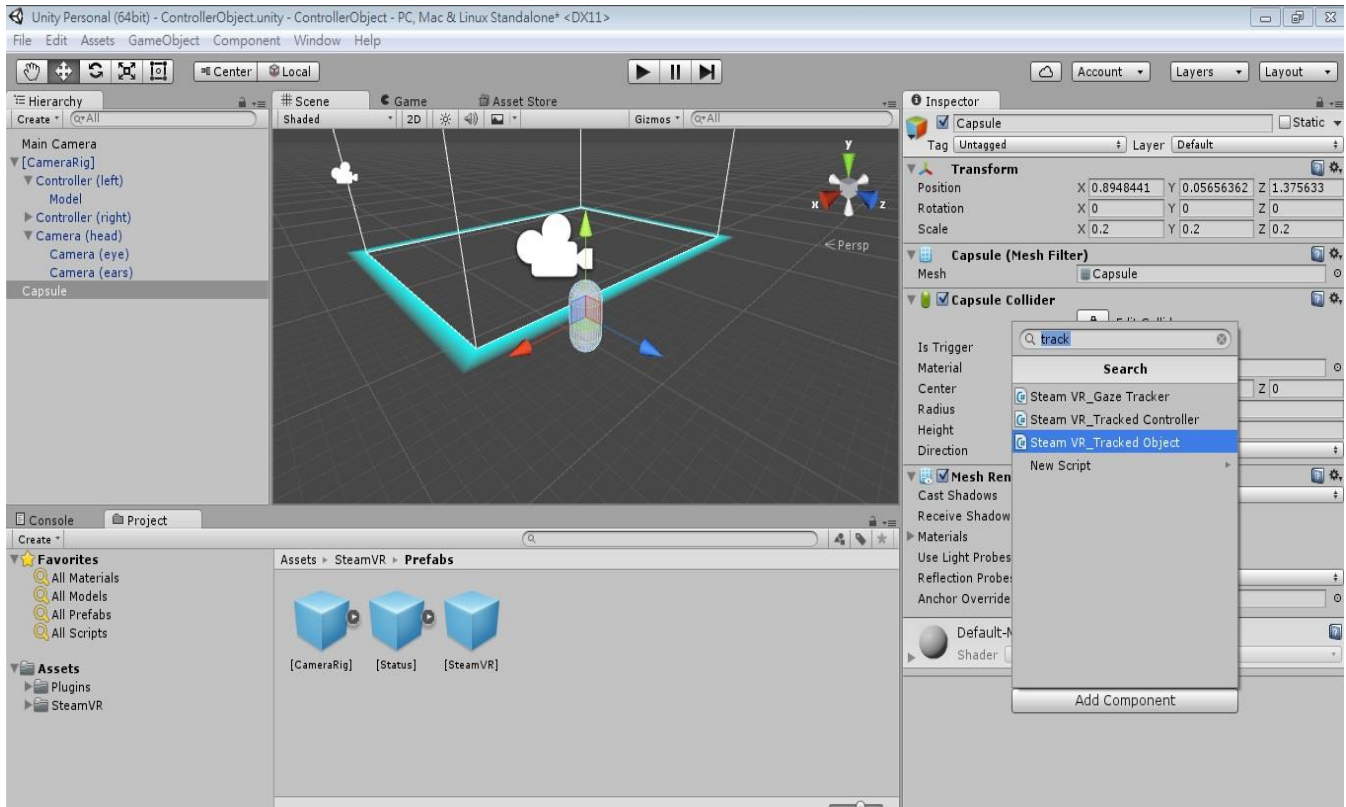 Unity Personal (64bit) - ControllerObject.unity - ControllerObject - PC, Mac & Linux Standalone* <DX11>
File Edit Assets GameObject Component Window Help
Center Local Account Layers Layout
Hierarchy
Create All
Main Camera
[CameraRig]
Controller (left)
Model
Controller (right)
Camera (head)
Camera (eye)
Camera (ears)
Capsule
Scene Game Asset Store
Shaded 2D Gizmos All
y
x z
Persp
Inspector
Capsule Static
Tag Untagged Layer Default
Transform
Position X 0.8948441 Y 0.05656362 Z 1.375633
Rotation X 0 Y 0 Z 0
Scale X 0.2 Y 0.2 Z 0.2
Capsule (Mesh Filter)
Mesh Capsule
Capsule Collider
Is Trigger
Material
Center Z 0
Radius
Height
Direction
Mesh Ren
Cast Shadows
Receive Shadow
Materials
Use Light Probes
Reflection Probe
Anchor Override
Default-M
Shader
track
Search
Steam VR_Gaze Tracker
Steam VR_Tracked Controller
Steam VR_Tracked Object
New Script
Add Component
Console Project
Create
Favorites
All Materials
All Models
All Prefabs
All Scripts
Assets
Plugins
SteamVR
Assets SteamVR Prefabs
[CameraRig] [Status] [SteamVR]